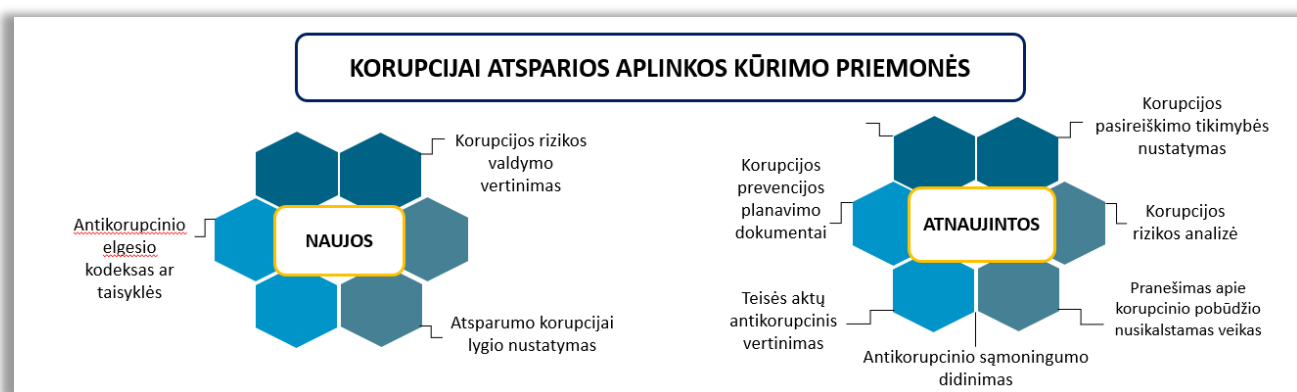 KORUPCIJAI ATSPARIOS APLINKOS KŪRIMO PRIEMONĖS
Korupcijos rizikos
valdymo
vertinimas
Antikorupcinio
elgesio
kodeksas ar
taisyklės
NAUJOS
Atsparumo korupcijai
lygio nustatymas
Korupcijos
pasireiškimo tikimybės
nustatymas
Korupcijos
prevencijos
planavimo
dokumentai
ATNAUJINTOS
Korupcijos
rizikos analizė
Teisės aktų
antikorupcinis
vertinimas
Pranešimas apie
korupcinio pobūdžio
nusikalstamas veikas
Antikorupcinio sąmoningumo
didinimas